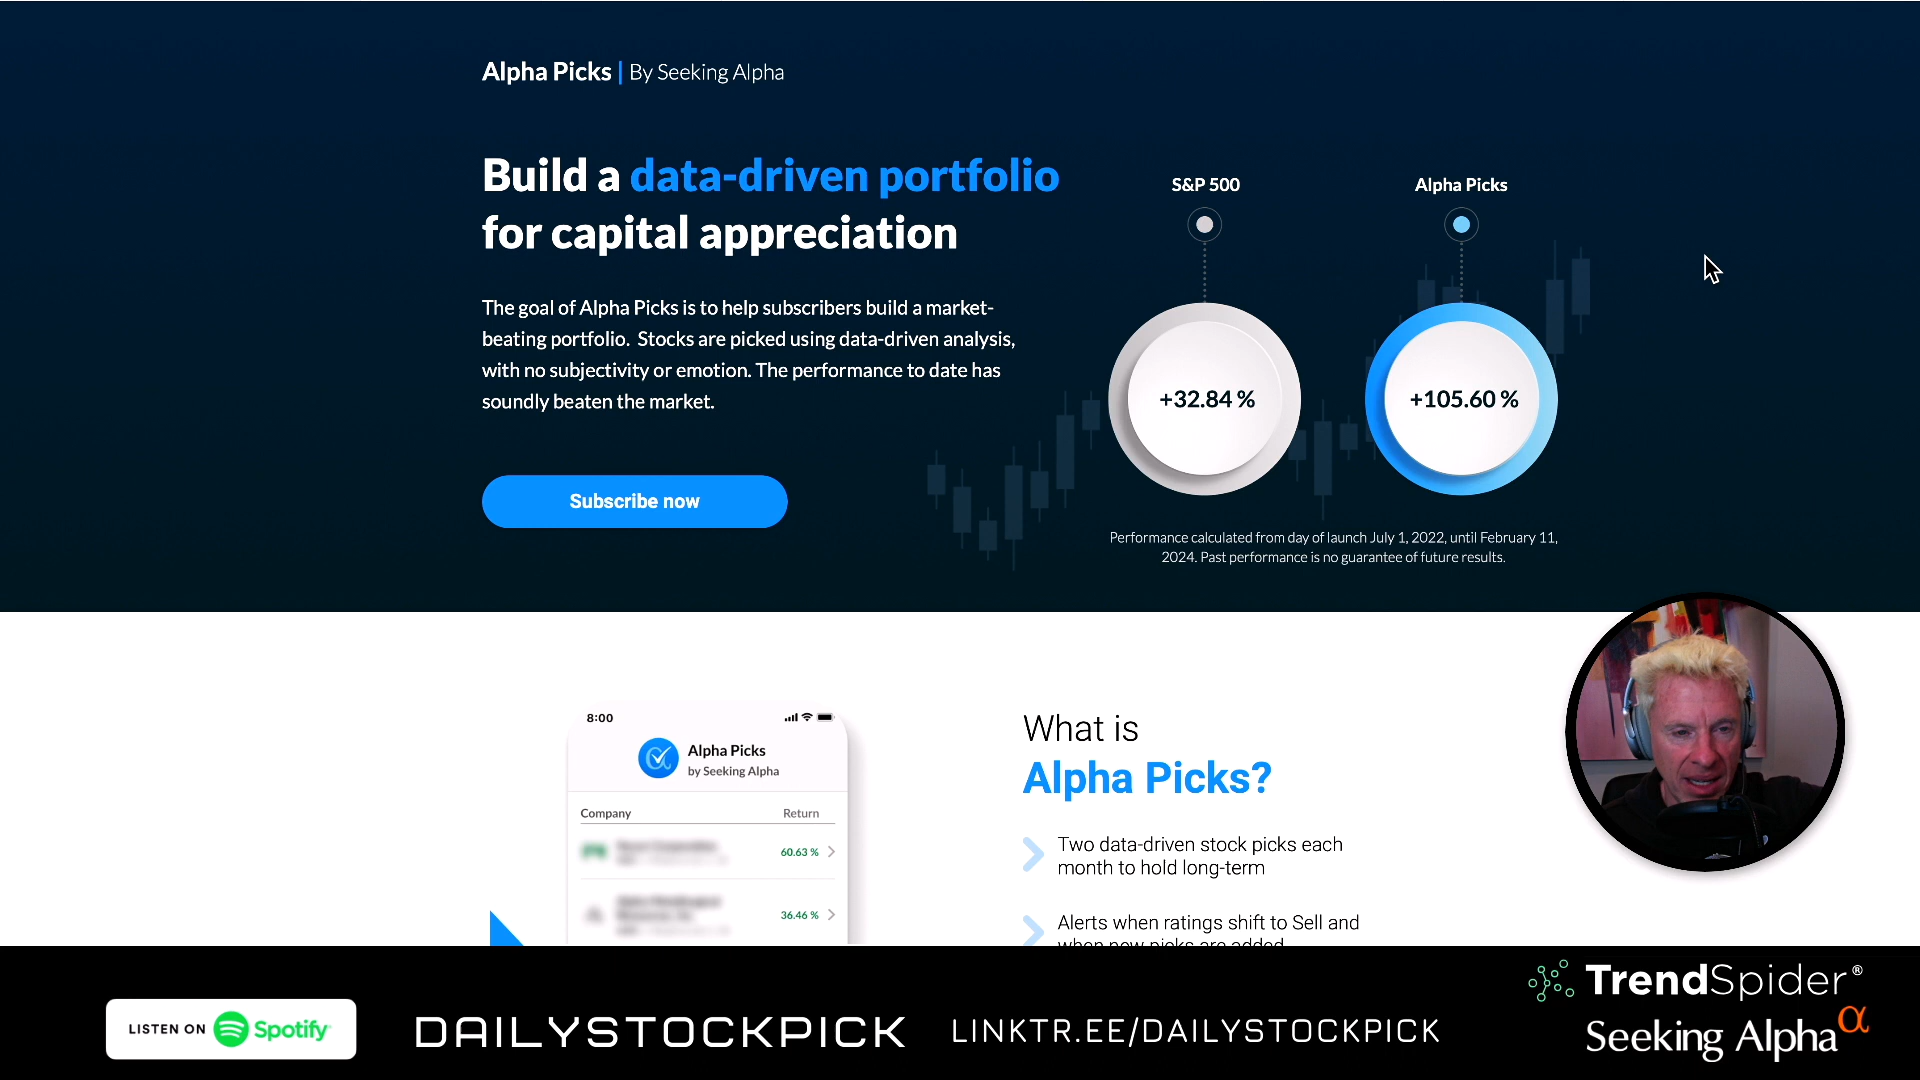 Alpha Picks | By Seeking Alpha
Build a data-driven portfolio
for capital appreciation
The goal of Alpha Picks is to help subscribers build a market-
beating portfolio. Stocks are picked using data-driven analysis,
with no subjectivity or emotion. The performance to date has
soundly beaten the market.
Subscribe now
S&P 500
Alpha Picks
+32.84 %
+105.60 %
Performance calculated from day of launch July 1, 2022, until February 11,
2024. Past performance is no guarantee of future results.
8:00
Alpha Picks
by Seeking Alpha
Company
Return
60.63 %
36.46 %
What is
Alpha Picks?
Two data-driven stock picks each
month to hold long-term
Alerts when ratings shift to Sell and
when new picks are added
LISTEN ON Spotify
DAILYSTOCKPICK
LINKTR.EE/DAILYSTOCKPICK
TrendSpider®
Seeking Alpha α